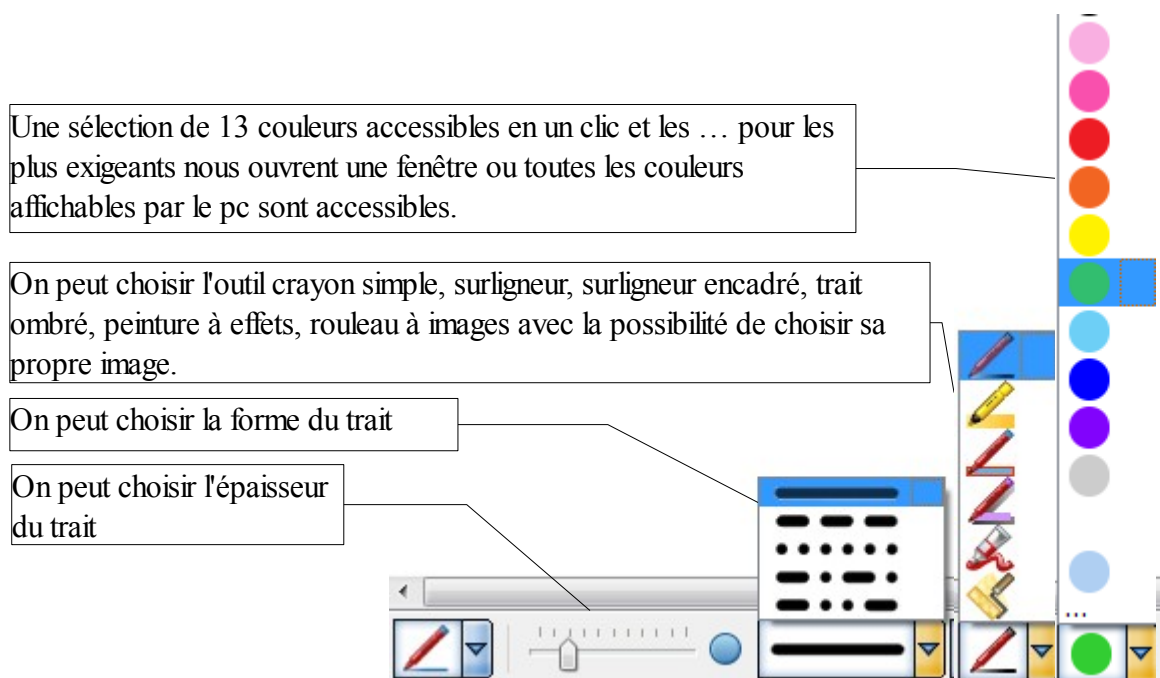 Une sélection de 13 couleurs accessibles en un clic et les … pour les
plus exigeants nous ouvrent une fenêtre ou toutes les couleurs
affichables par le pc sont accessibles.
On peut choisir l'outil crayon simple, surligneur, surligneur encadré, trait
ombré, peinture à effets, rouleau à images avec la possibilité de choisir sa
propre image.
On peut choisir la forme du trait
On peut choisir l'épaisseur
du trait
...